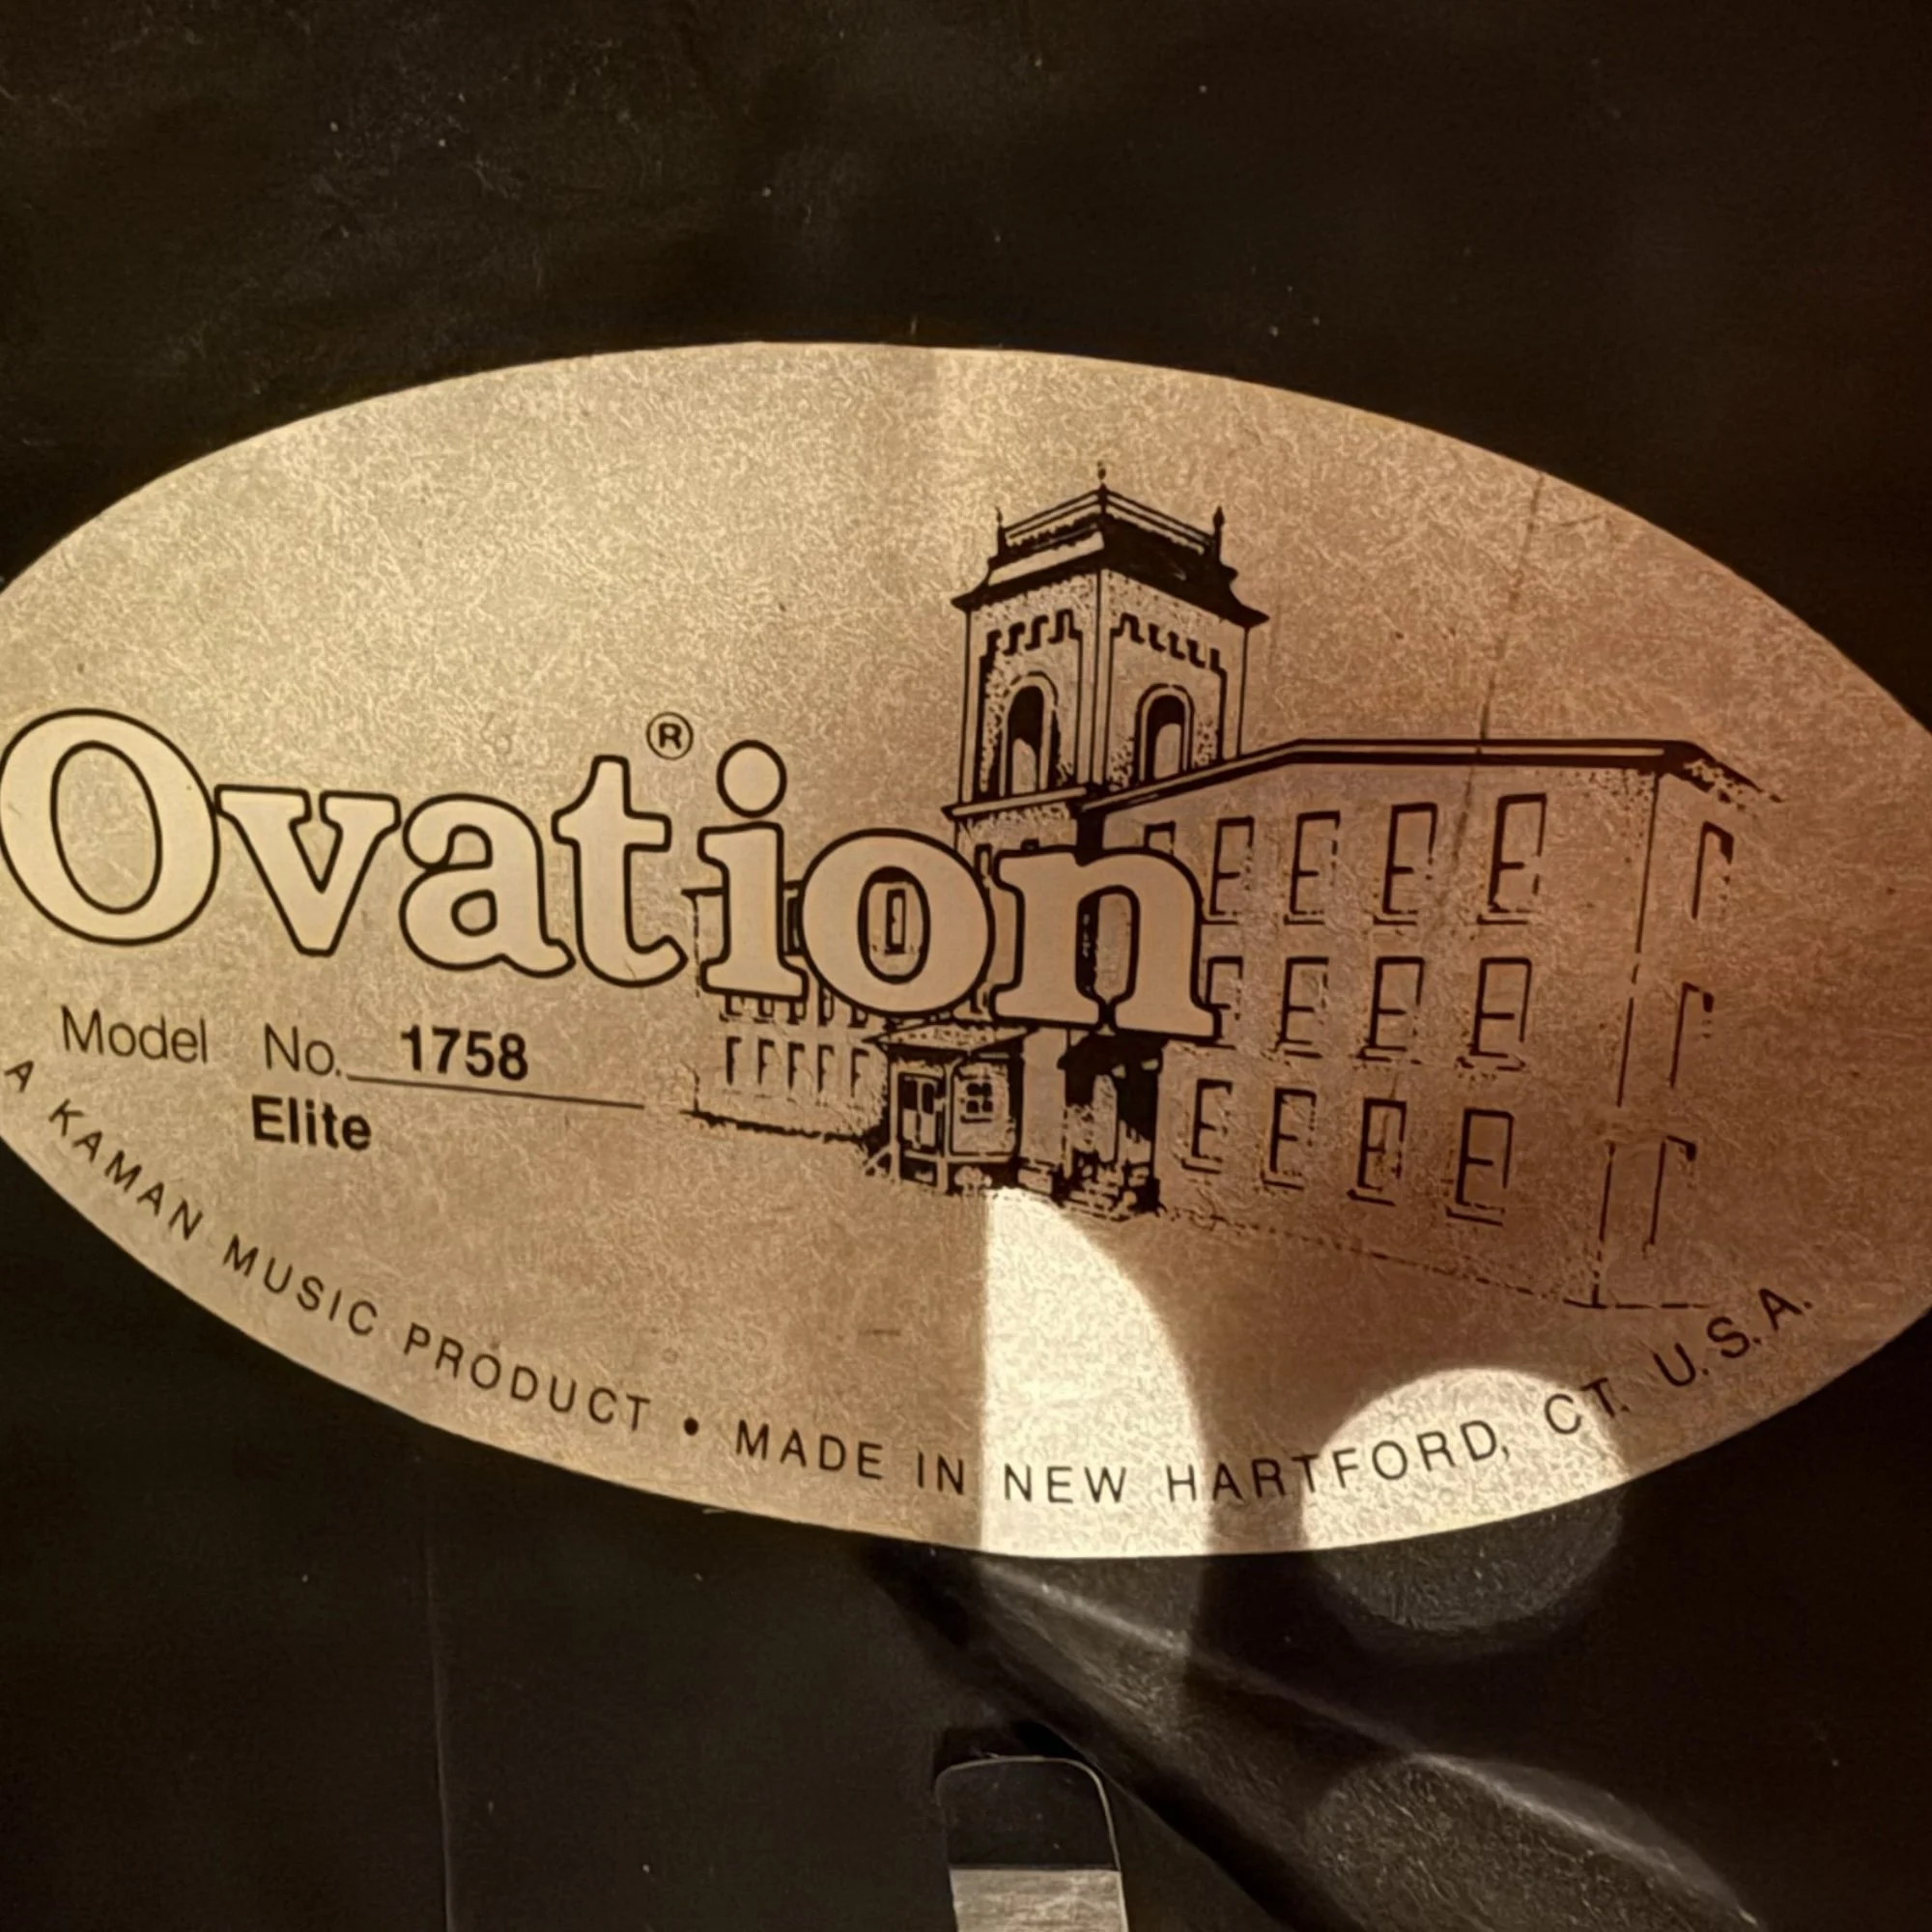 Ovation®
Model No. 1758
Elite
A KAMAN MUSIC PRODUCT • MADE IN NEW HARTFORD, CT. U.S.A.